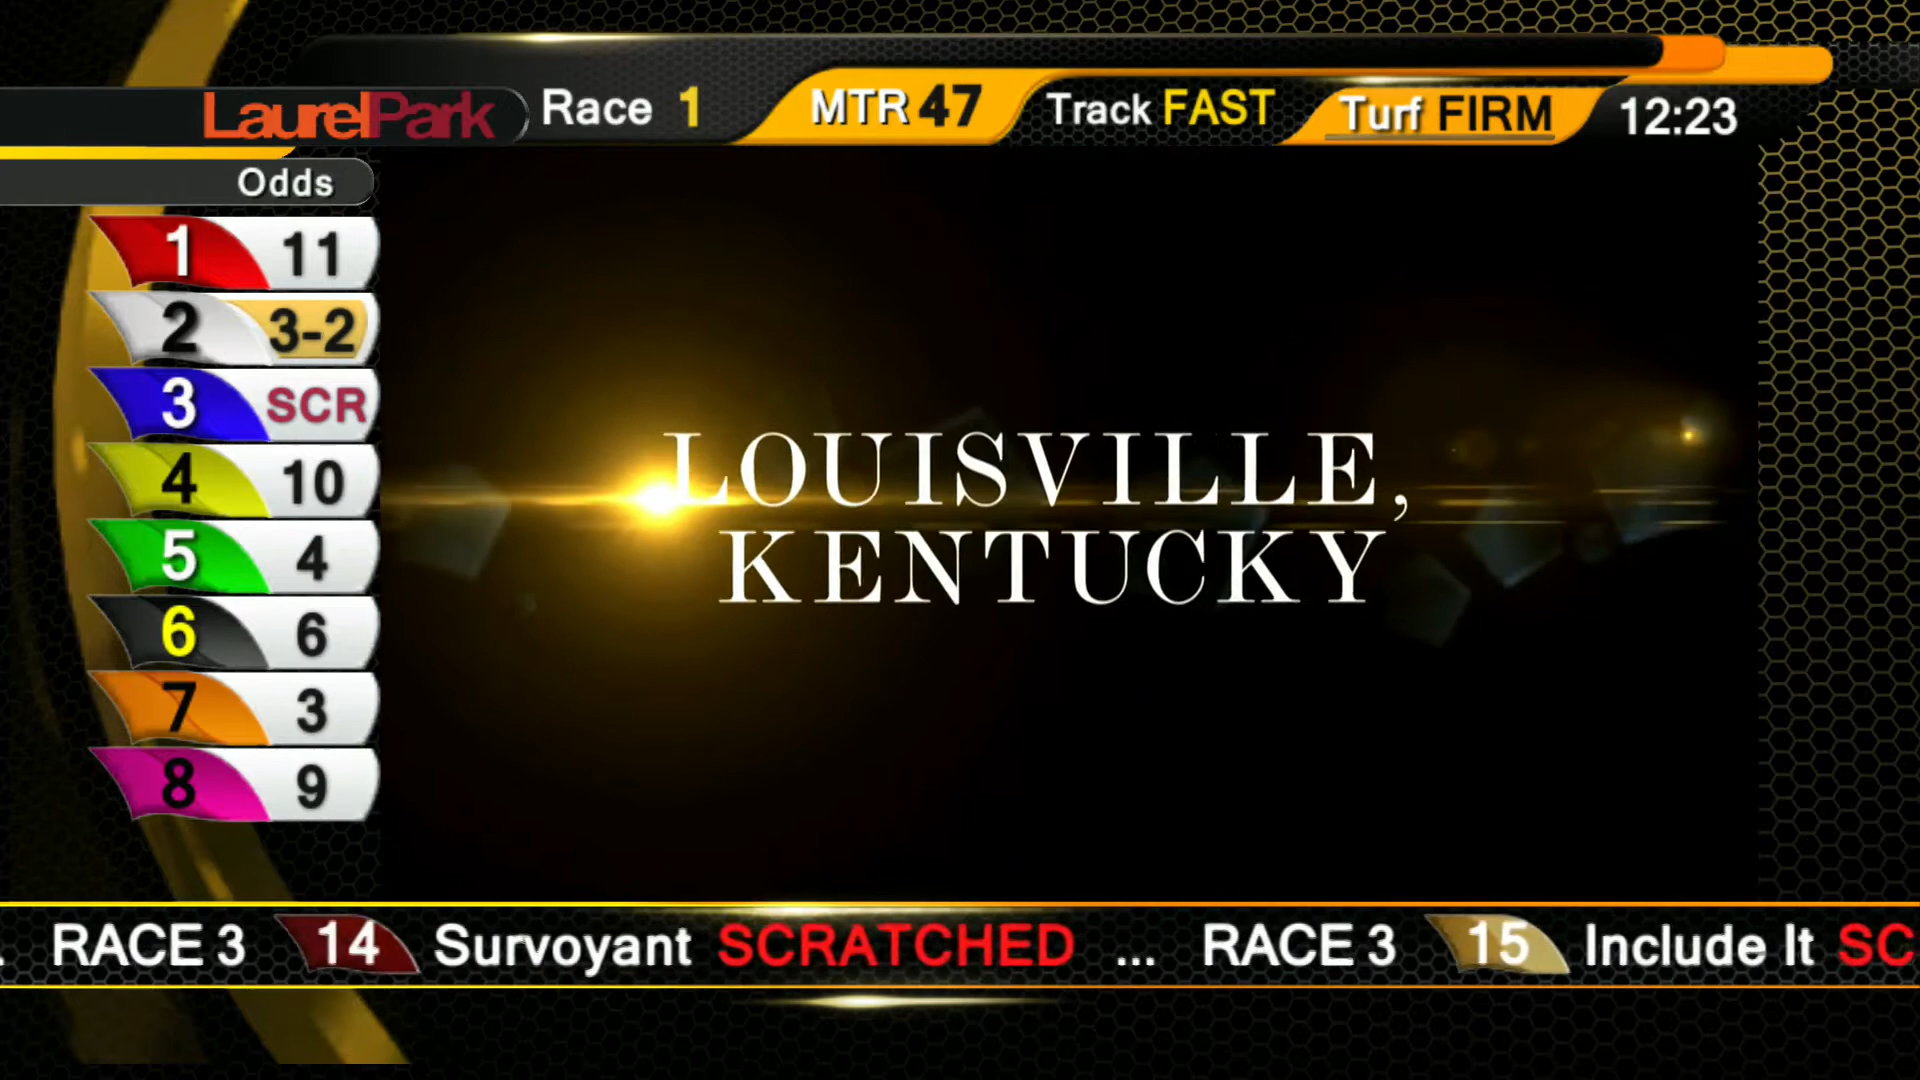 LaurelPark Race 1 MTR 47 Track FAST Turf FIRM 12:23
Odds
1 11
2 3-2
3 SCR
4 10
5 4
6 6
7 3
8 9
LOUISVILLE,
KENTUCKY
. RACE 3 14 Survoyant SCRATCHED ... RACE 3 15 Include It SC